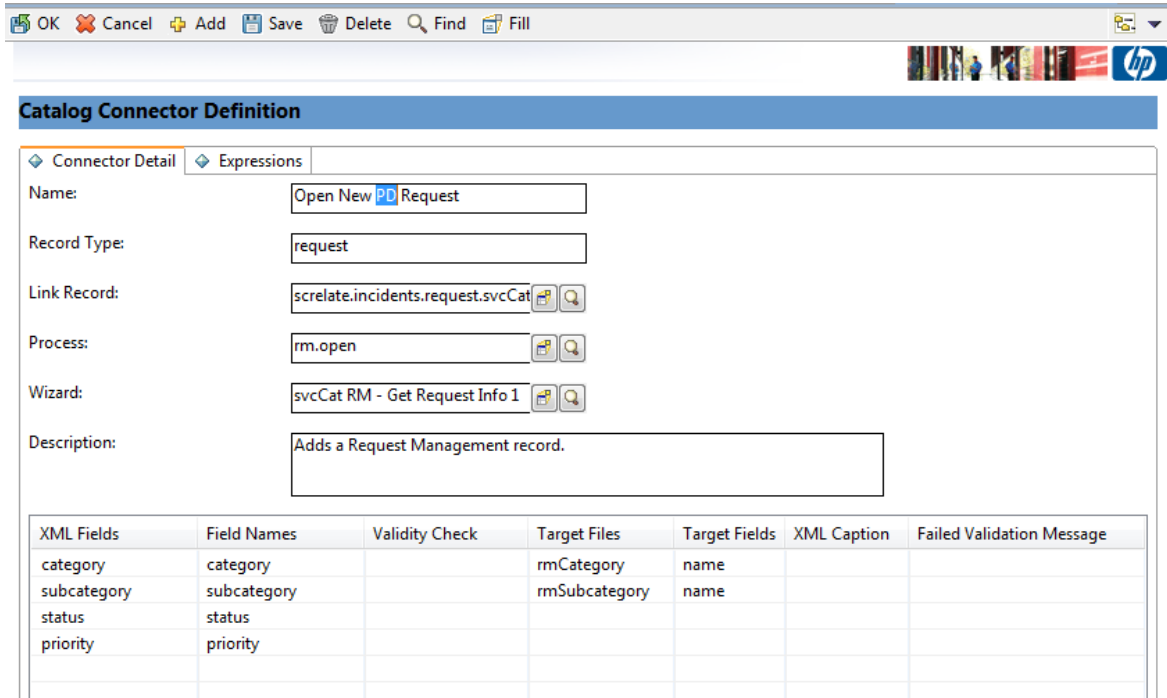 OK Cancel Add Save Delete Find Fill
hp
Catalog Connector Definition
Connector Detail Expressions
Name: Open New PD Request
Record Type: request
Link Record: screlate.incidents.request.svcCat
Process: rm.open
Wizard: svcCat RM - Get Request Info 1
Description: Adds a Request Management record.
XML Fields Field Names Validity Check Target Files Target Fields XML Caption Failed Validation Message
category category rmCategory name
subcategory subcategory rmSubcategory name
status status
priority priority